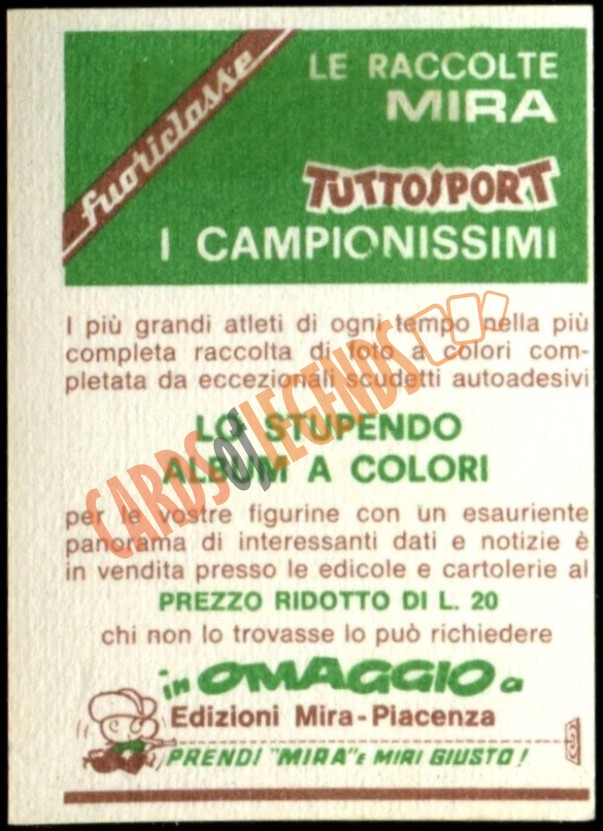 fuoriclasse
LE RACCOLTE
MIRA
TUTTOSPORT
I CAMPIONISSIMI
I più grandi atleti di ogni tempo nella più
completa raccolta di foto a colori com-
pletata da eccezionali scudetti autoadesivi
LO STUPENDO
ALBUM A COLORI
per le vostre figurine con un esauriente
panorama di interessanti dati e notizie è
in vendita presso le edicole e cartolerie al
PREZZO RIDOTTO DI L. 20
chi non lo trovasse lo può richiedere
in OMAGGIO a
Edizioni Mira-Piacenza
PRENDI "MIRA" E MIRI GIUSTO!
CARDS of LEGENDS